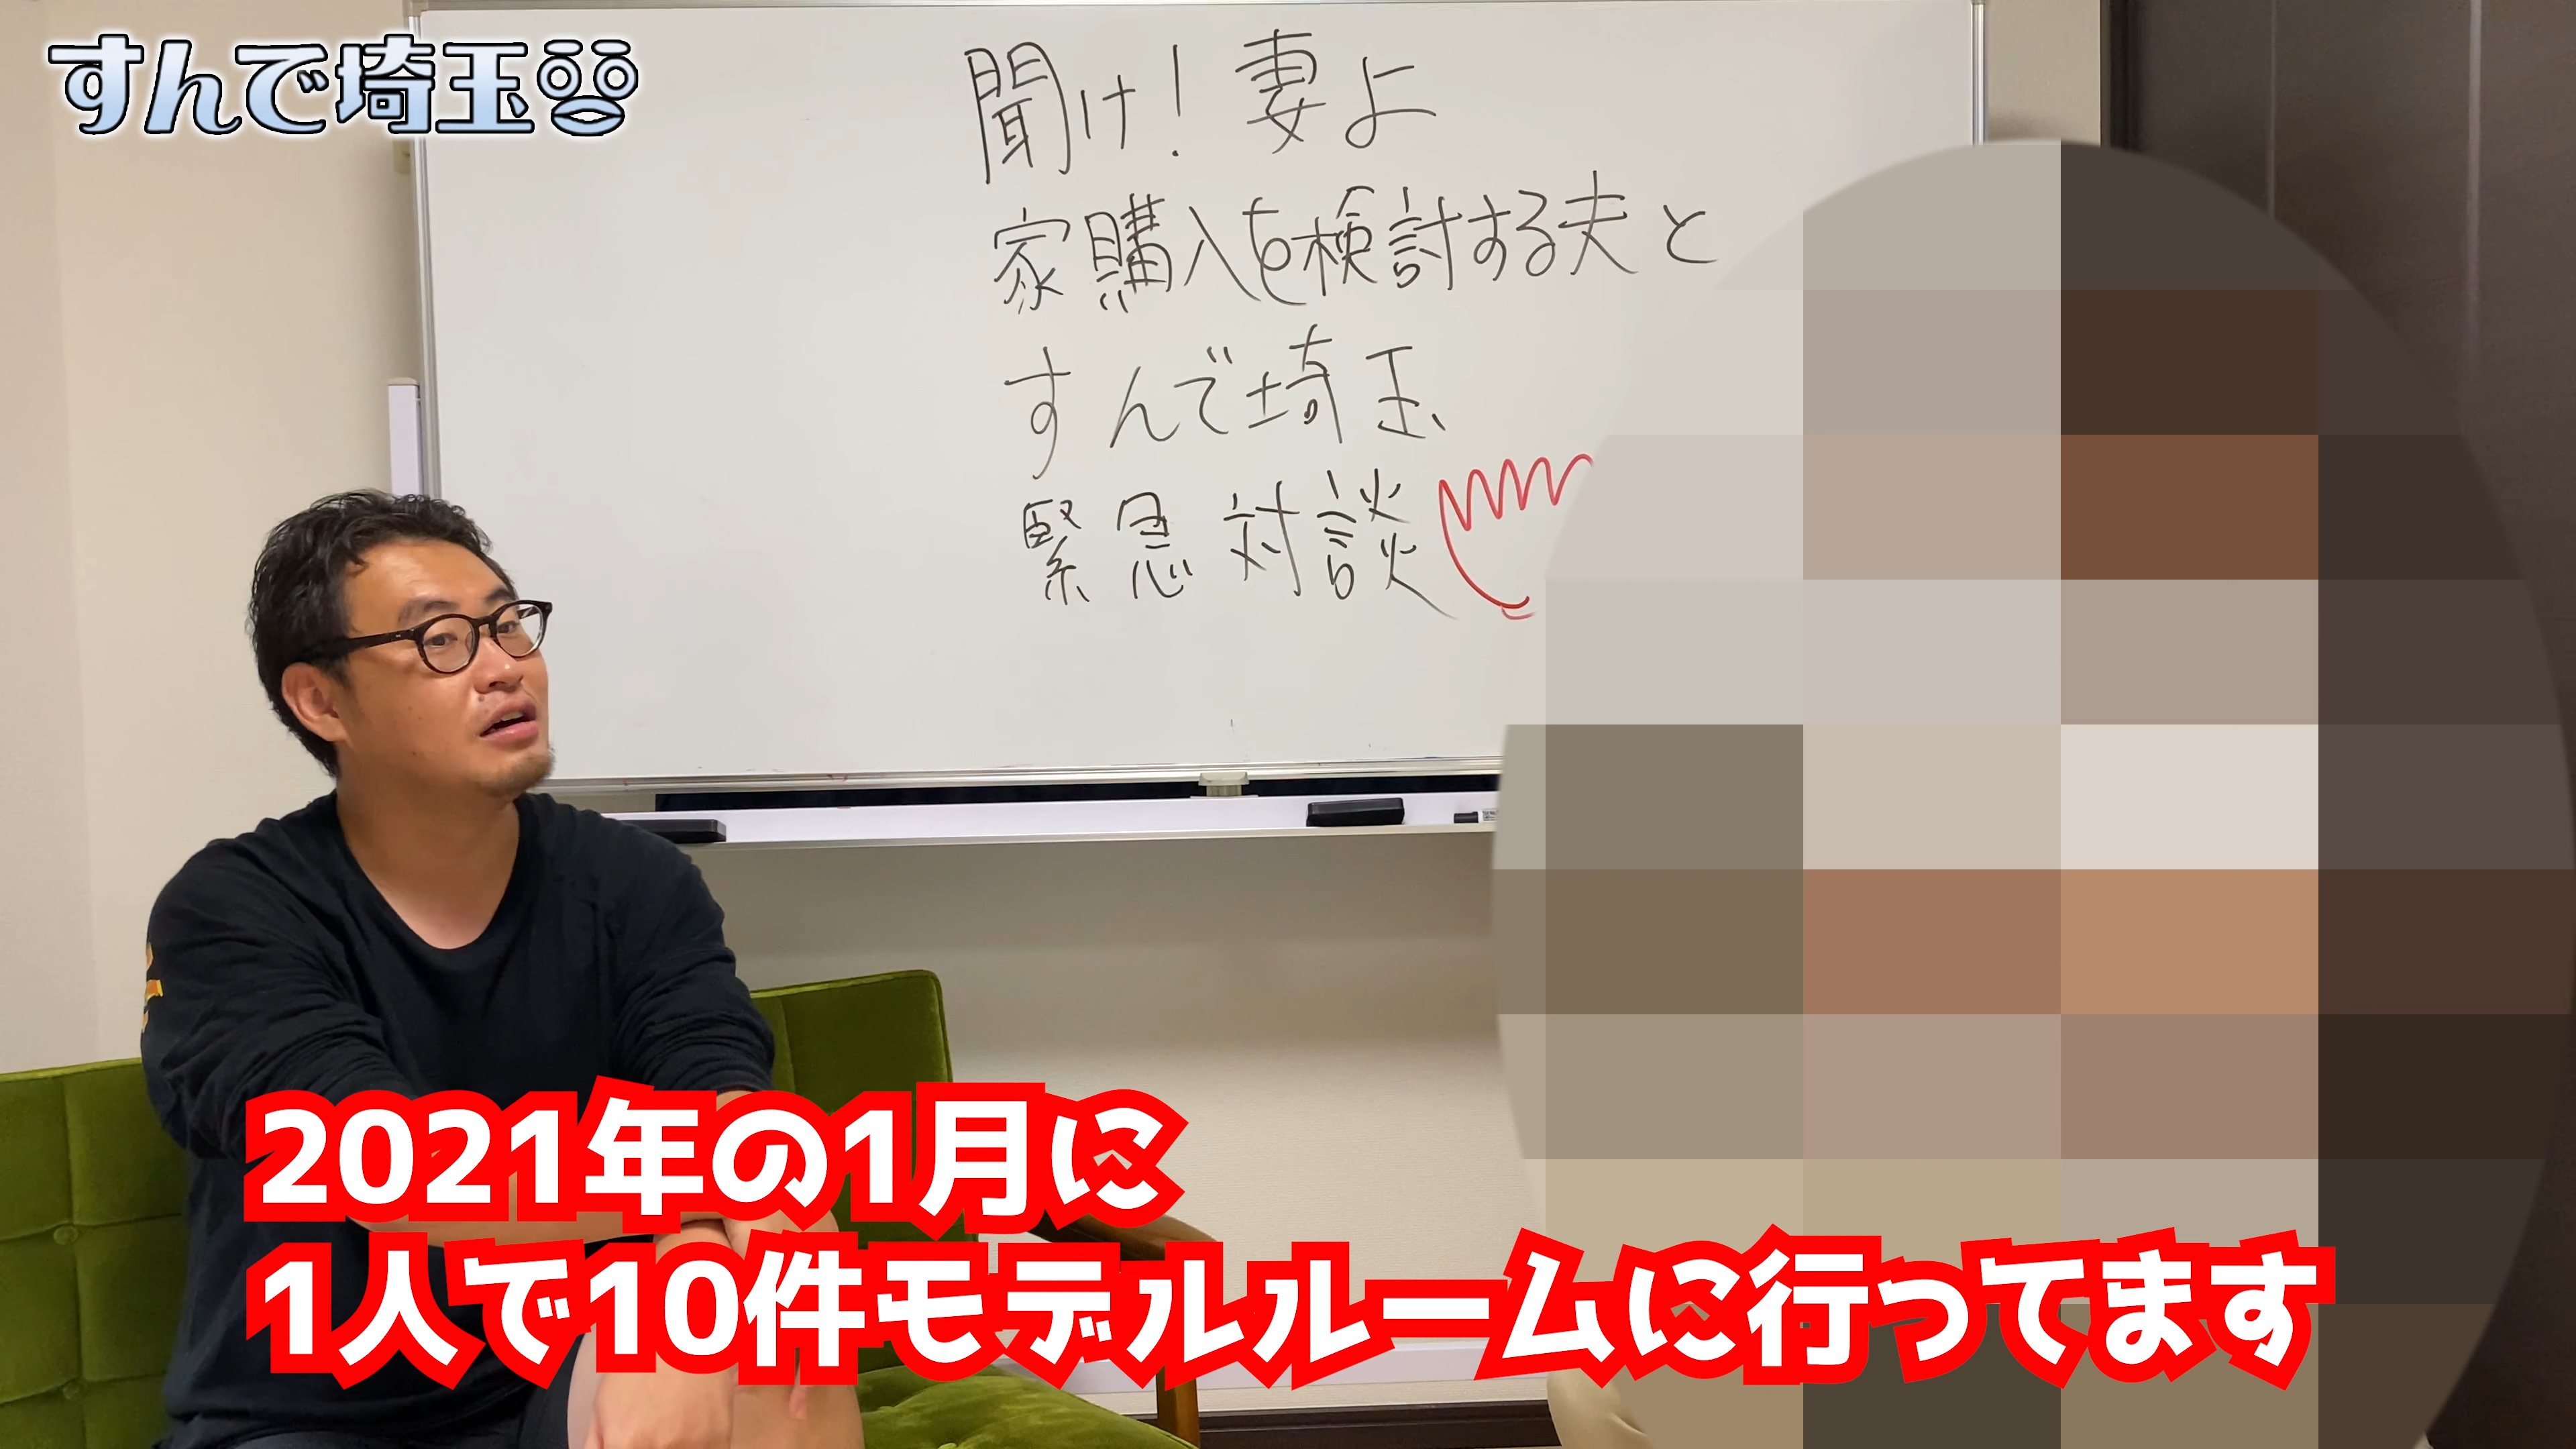 すんで埼玉
聞け!妻よ
家購入を検討する夫と
すんで埼玉
緊急対談
2021年の1月に
1人で10件モデルルームに行ってます